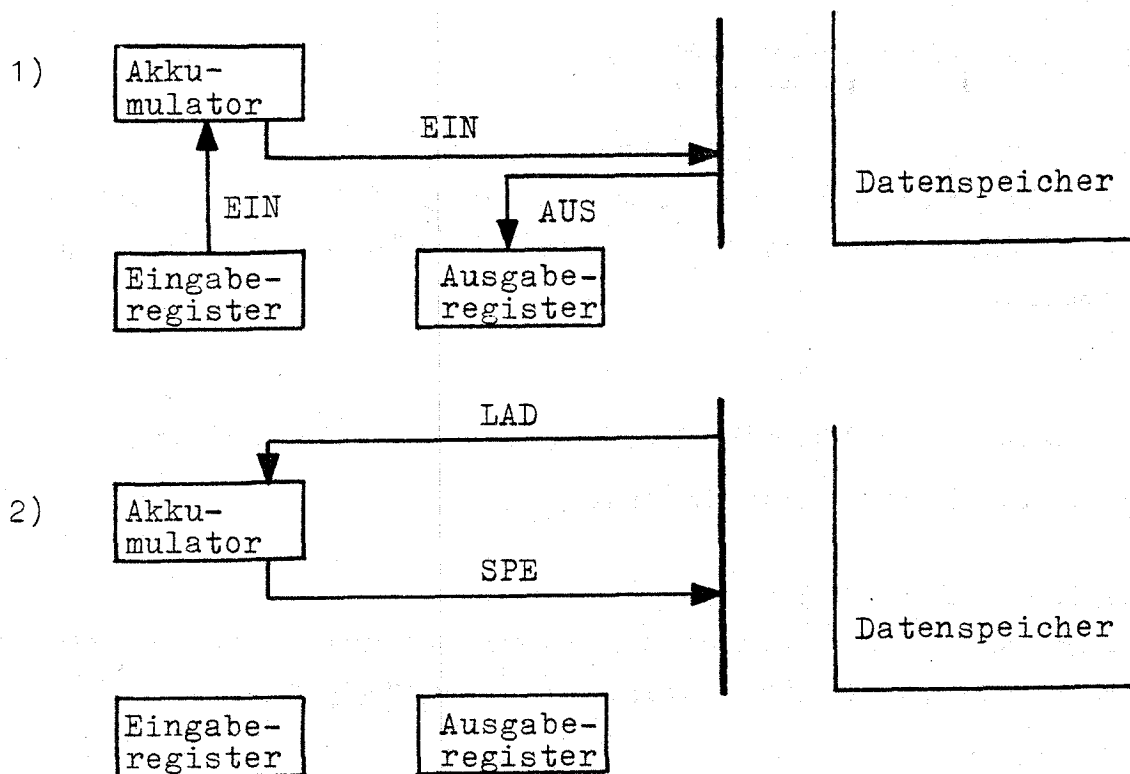 1)
Akku-
mulator
EIN
EIN
AUS
Datenspeicher
Eingabe-
register
Ausgabe-
register
LAD
2)
Akku-
mulator
SPE
Datenspeicher
Eingabe-
register
Ausgabe-
register